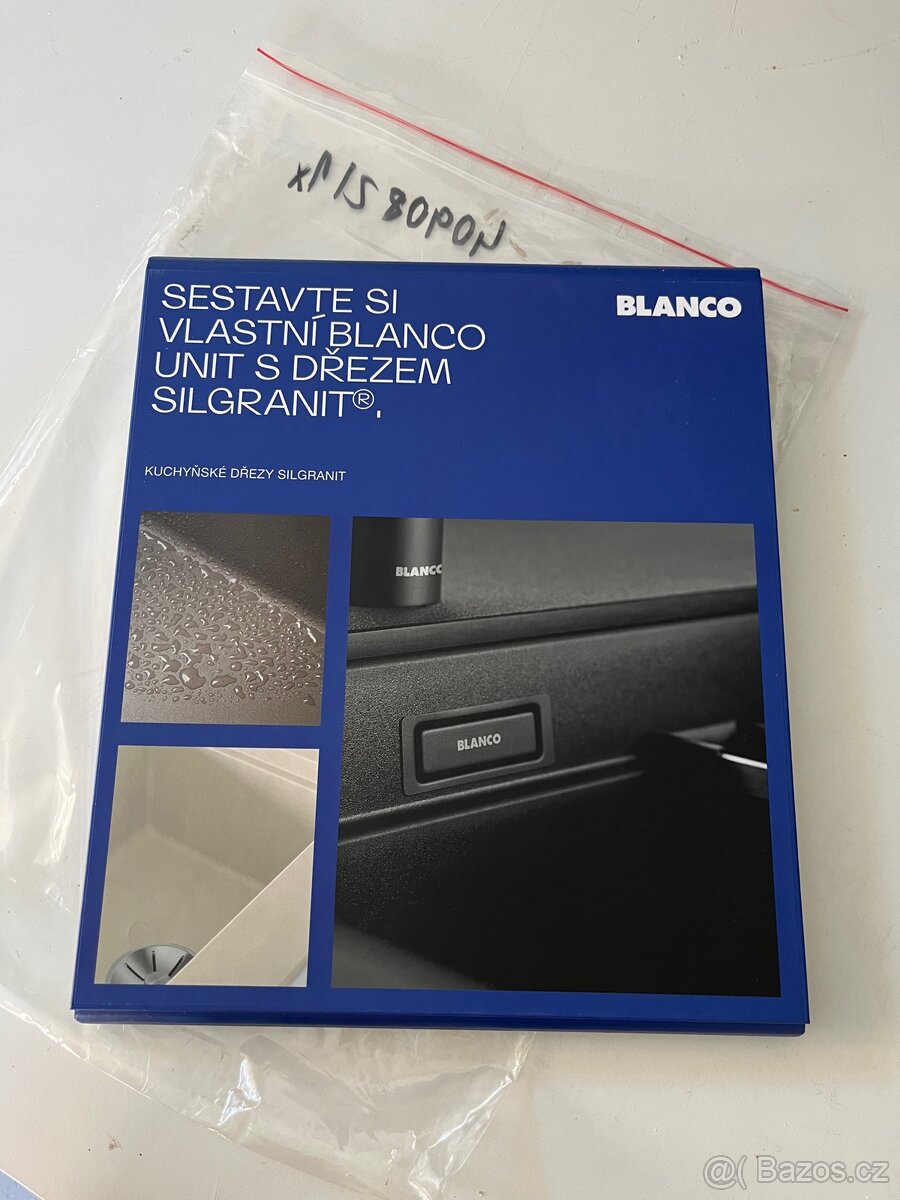 SESTAVTE SI
VLASTNÍ BLANCO
UNIT S DŘEZEM
SILGRANIT®.
BLANCO
KUCHYŇSKÉ DŘEZY SILGRANIT
BLANCO
BLANCO
@( Bazos.cz